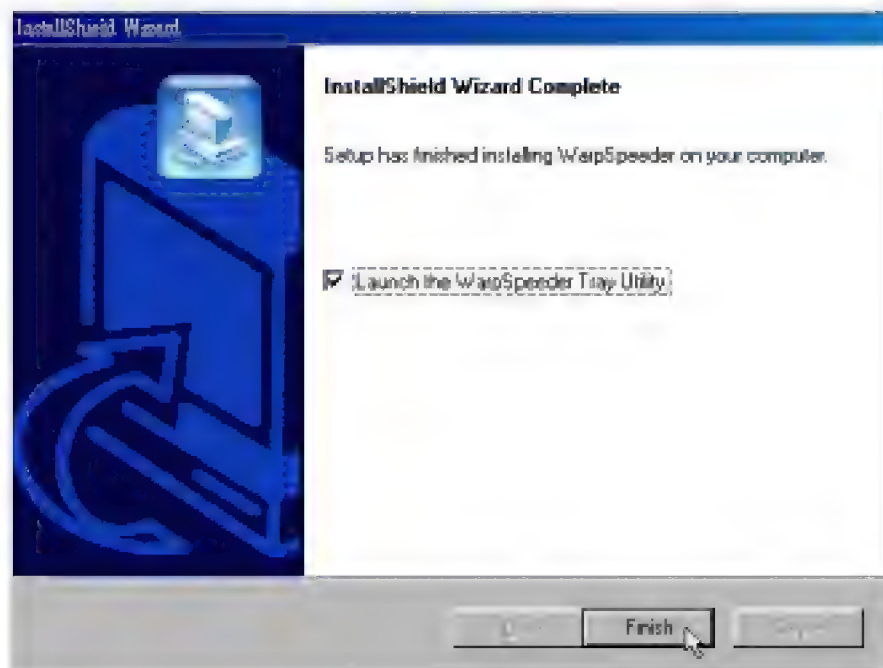 InstallShield Wizard
InstallShield Wizard Complete
Setup has finished installing WarpSpeeder on your computer.
Launch the WarpSpeeder Tray Utility
Finish